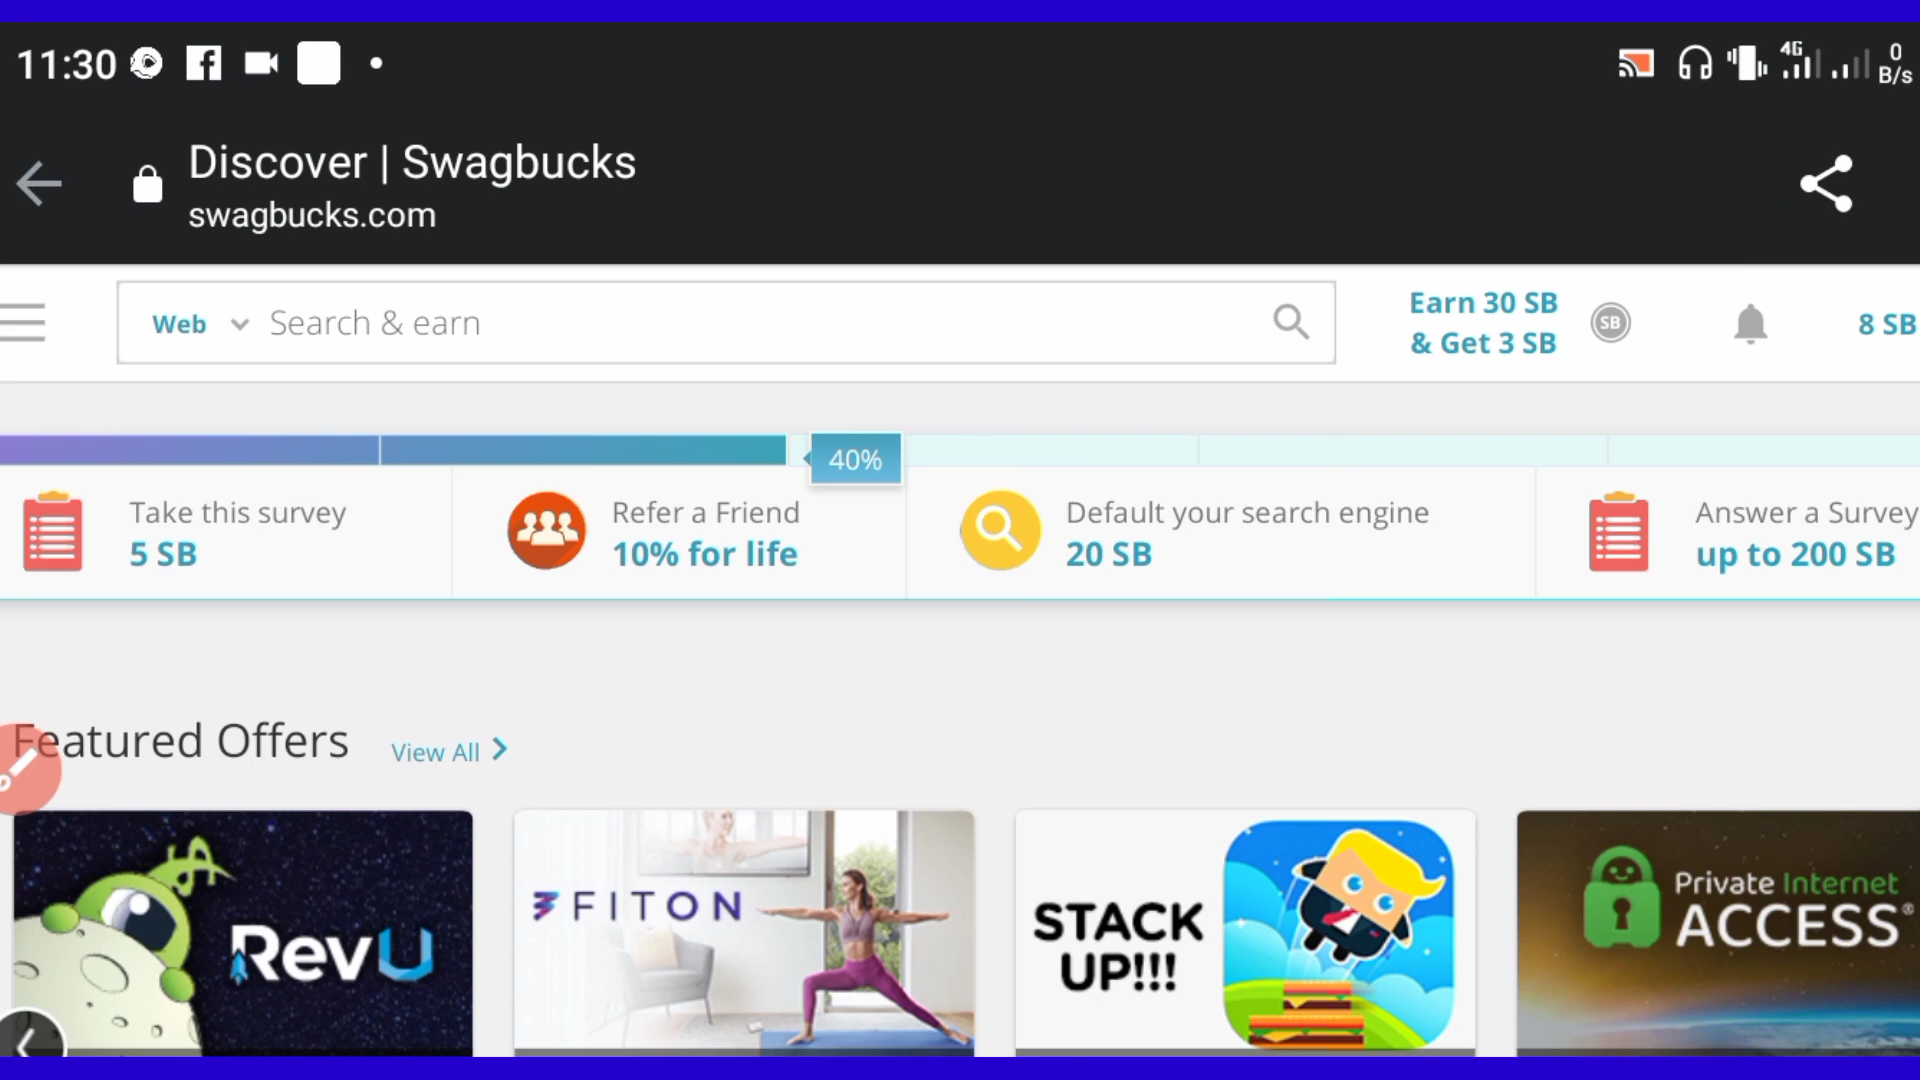 11:30
4G
0
B/s
Discover | Swagbucks
swagbucks.com
Web
Search & earn
Earn 30 SB
& Get 3 SB
SB
8 SB
40%
Take this survey
5 SB
Refer a Friend
10% for life
Default your search engine
20 SB
Answer a Survey
up to 200 SB
Featured Offers
View All
RevU
FITON
STACK
UP!!!
Private Internet
ACCESS®